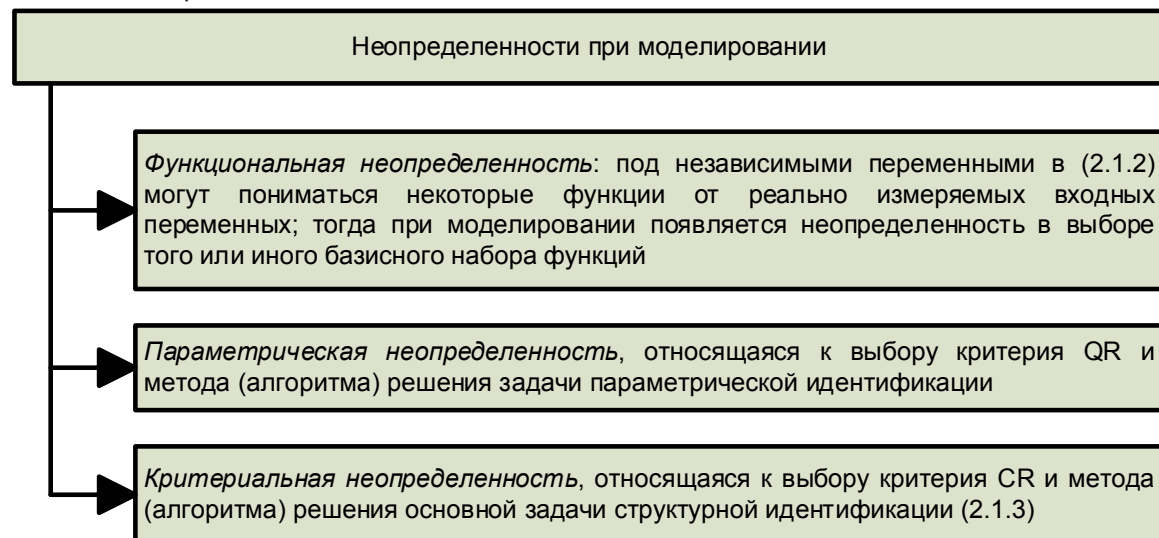 Неопределенности при моделировании
Функциональная неопределенность: под независимыми переменными в (2.1.2)
могут пониматься некоторые функции от реально измеряемых входных
переменных; тогда при моделировании появляется неопределенность в выборе
того или иного базисного набора функций
Параметрическая неопределенность, относящаяся к выбору критерия QR и
метода (алгоритма) решения задачи параметрической идентификации
Критериальная неопределенность, относящаяся к выбору критерия CR и метода
(алгоритма) решения основной задачи структурной идентификации (2.1.3)